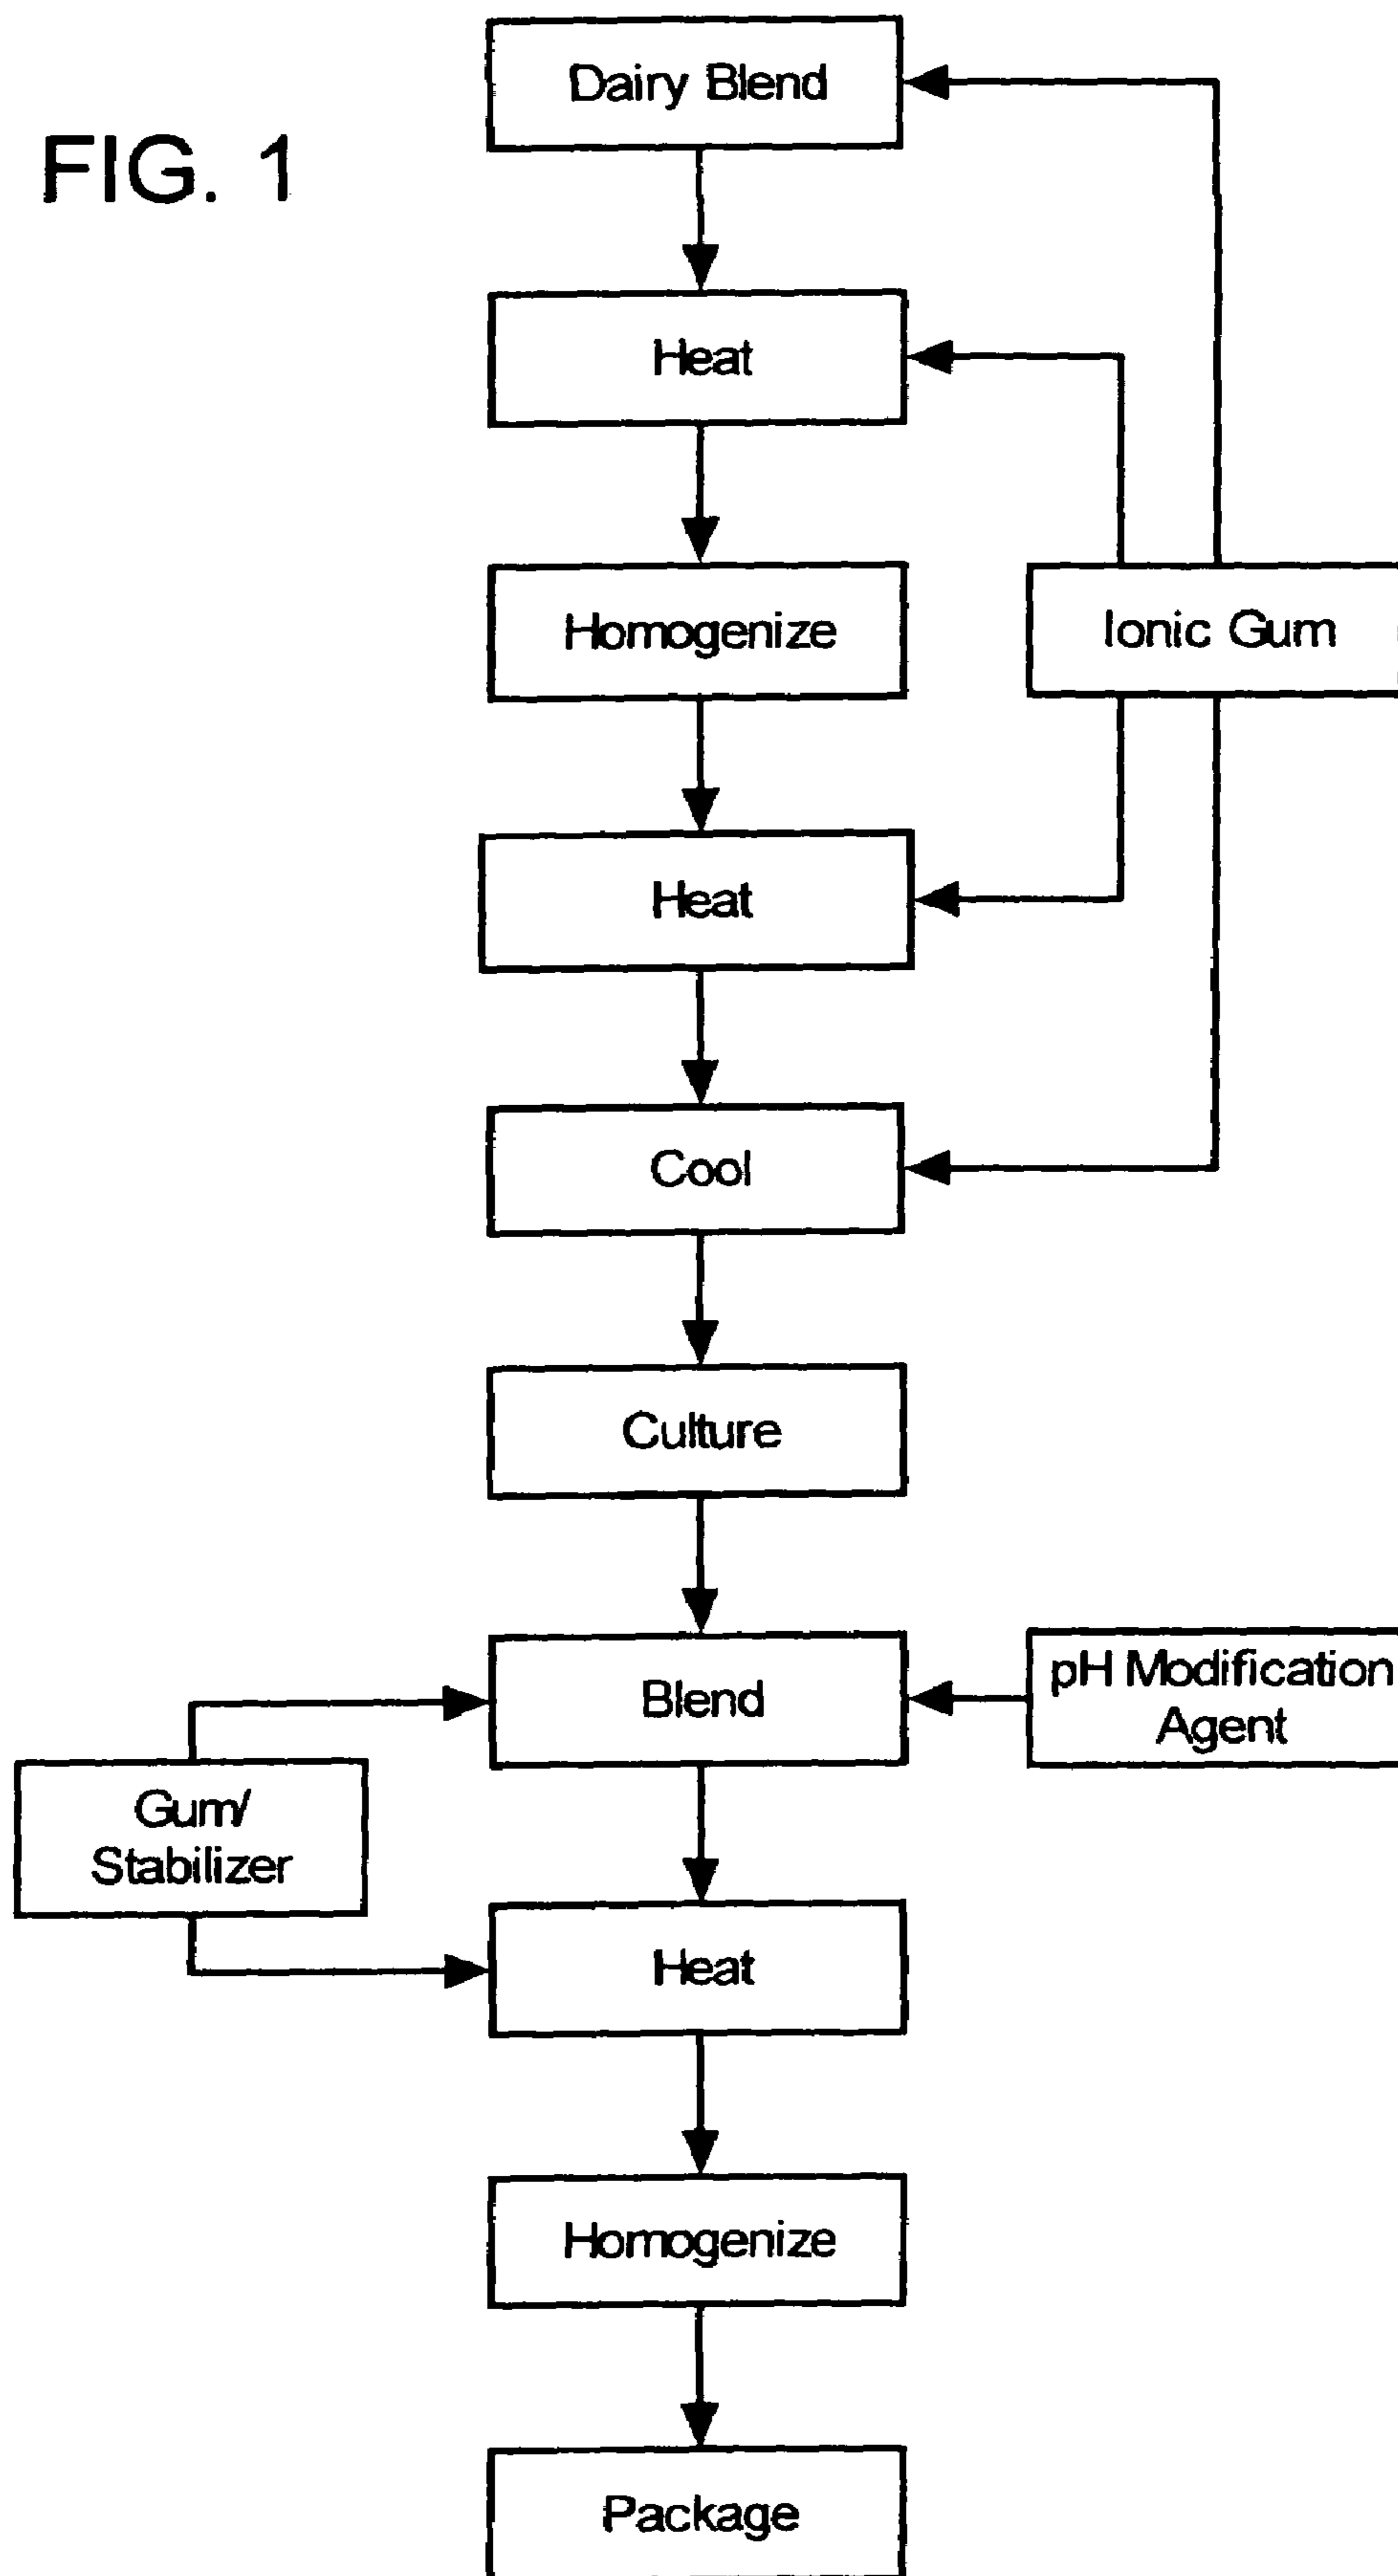 FIG. 1
Dairy Blend
Heat
Homogenize
Ionic Gum
Heat
Cool
Culture
Blend
pH Modification
Agent
Gum/
Stabilizer
Heat
Homogenize
Package